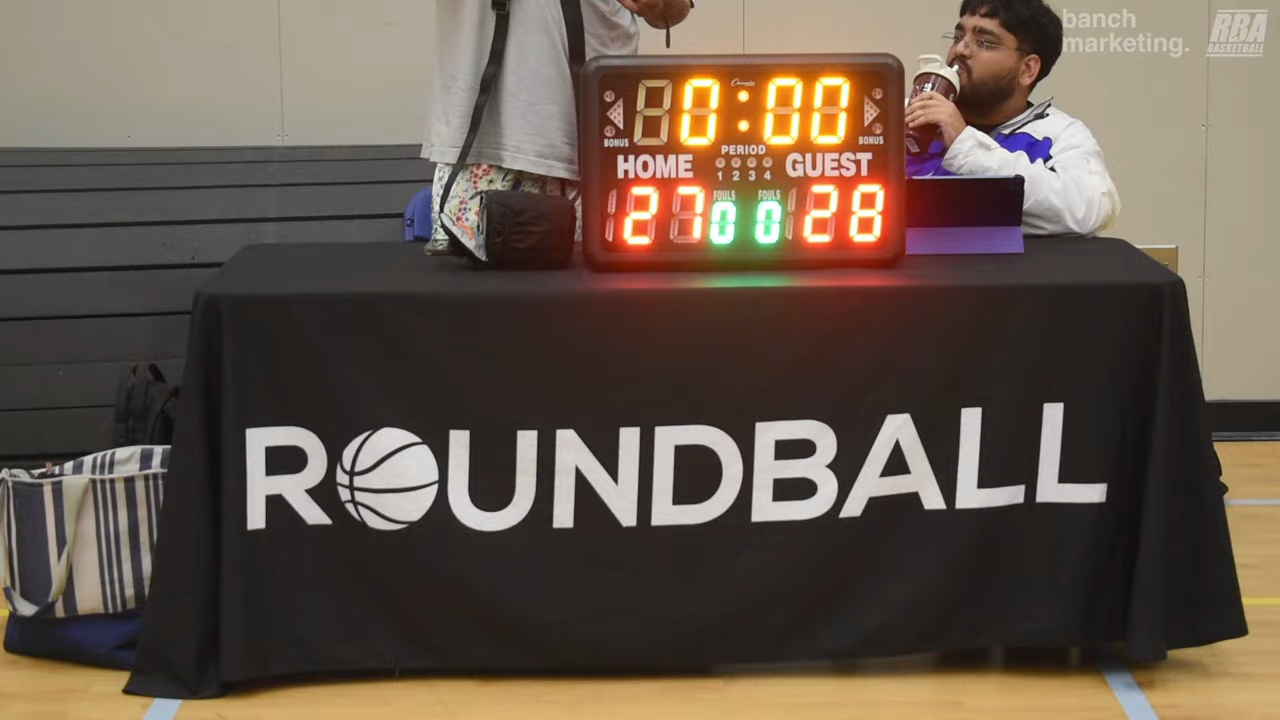 banch
marketing.
RBA
BASKETBALL
0:00
BONUS
PERIOD
BONUS
HOME
1 2 3 4
GUEST
FOULS
FOULS
27
0
0
28
ROUNDBALL